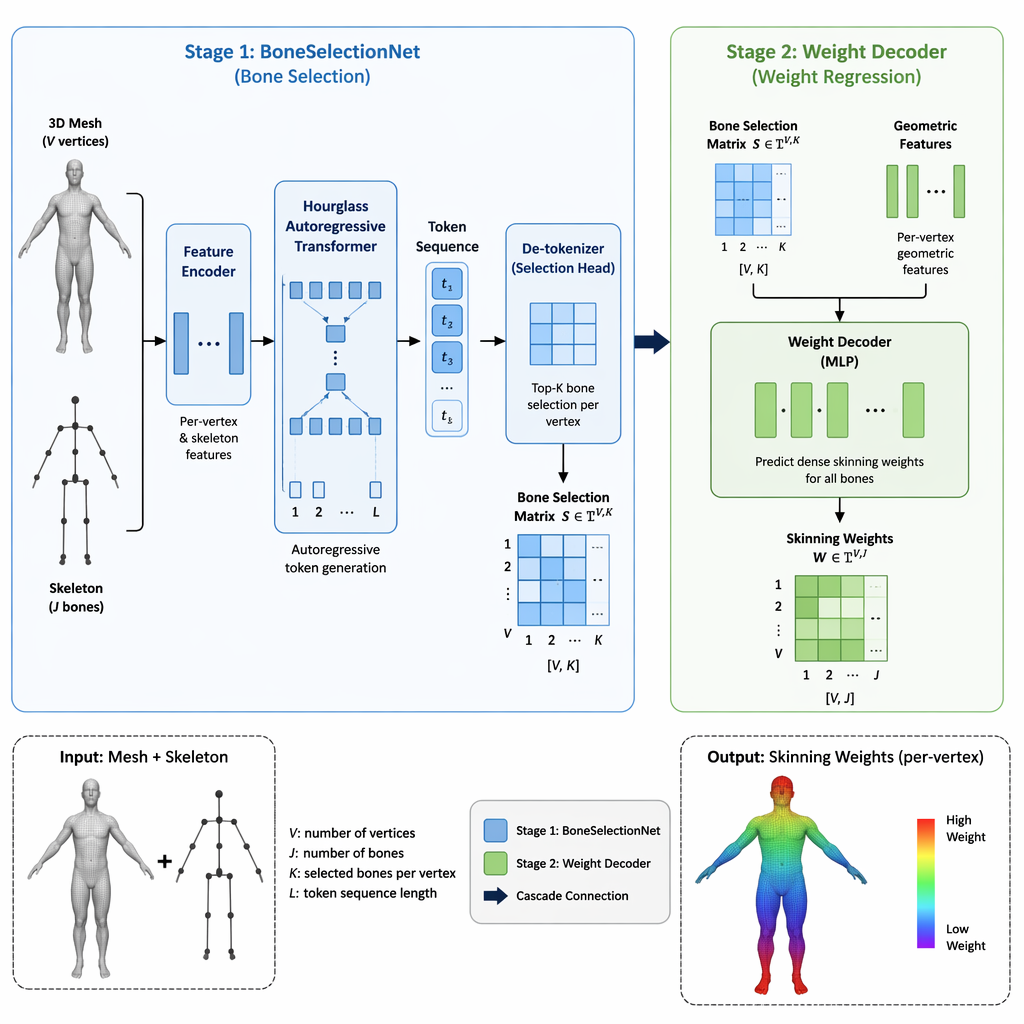 Stage 1: BoneSelectionNet
(Bone Selection)
3D Mesh
(V vertices)
Skeleton
(J bones)
Feature
Encoder
...
Per-vertex
& skeleton
features
Hourglass
Autoregressive
Transformer
1 2 ... L
Autoregressive
token generation
Token
Sequence
t₁
t₂
t₃
...
De-tokenizer
(Selection Head)
Top-K bone
selection per
vertex
Bone Selection
Matrix S ∈ 𝕋^{V,K}
1
2
⋮
V
1 2 ... K
[V, K]
Stage 2: Weight Decoder
(Weight Regression)
Bone Selection
Matrix S ∈ 𝕋^{V,K}
1 2 ... K
[V, K]
Geometric
Features
...
Per-vertex
geometric
features
Weight Decoder
(MLP)
...
Predict dense skinning weights
for all bones
Skinning Weights
W ∈ 𝕋^{V,J}
1
2
⋮
V
1 2 ... J
[V, J]
Input: Mesh + Skeleton
+
V: number of vertices
J: number of bones
K: selected bones per vertex
L: token sequence length
Stage 1: BoneSelectionNet
Stage 2: Weight Decoder
Cascade Connection
Output: Skinning Weights (per-vertex)
High
Weight
Low
Weight